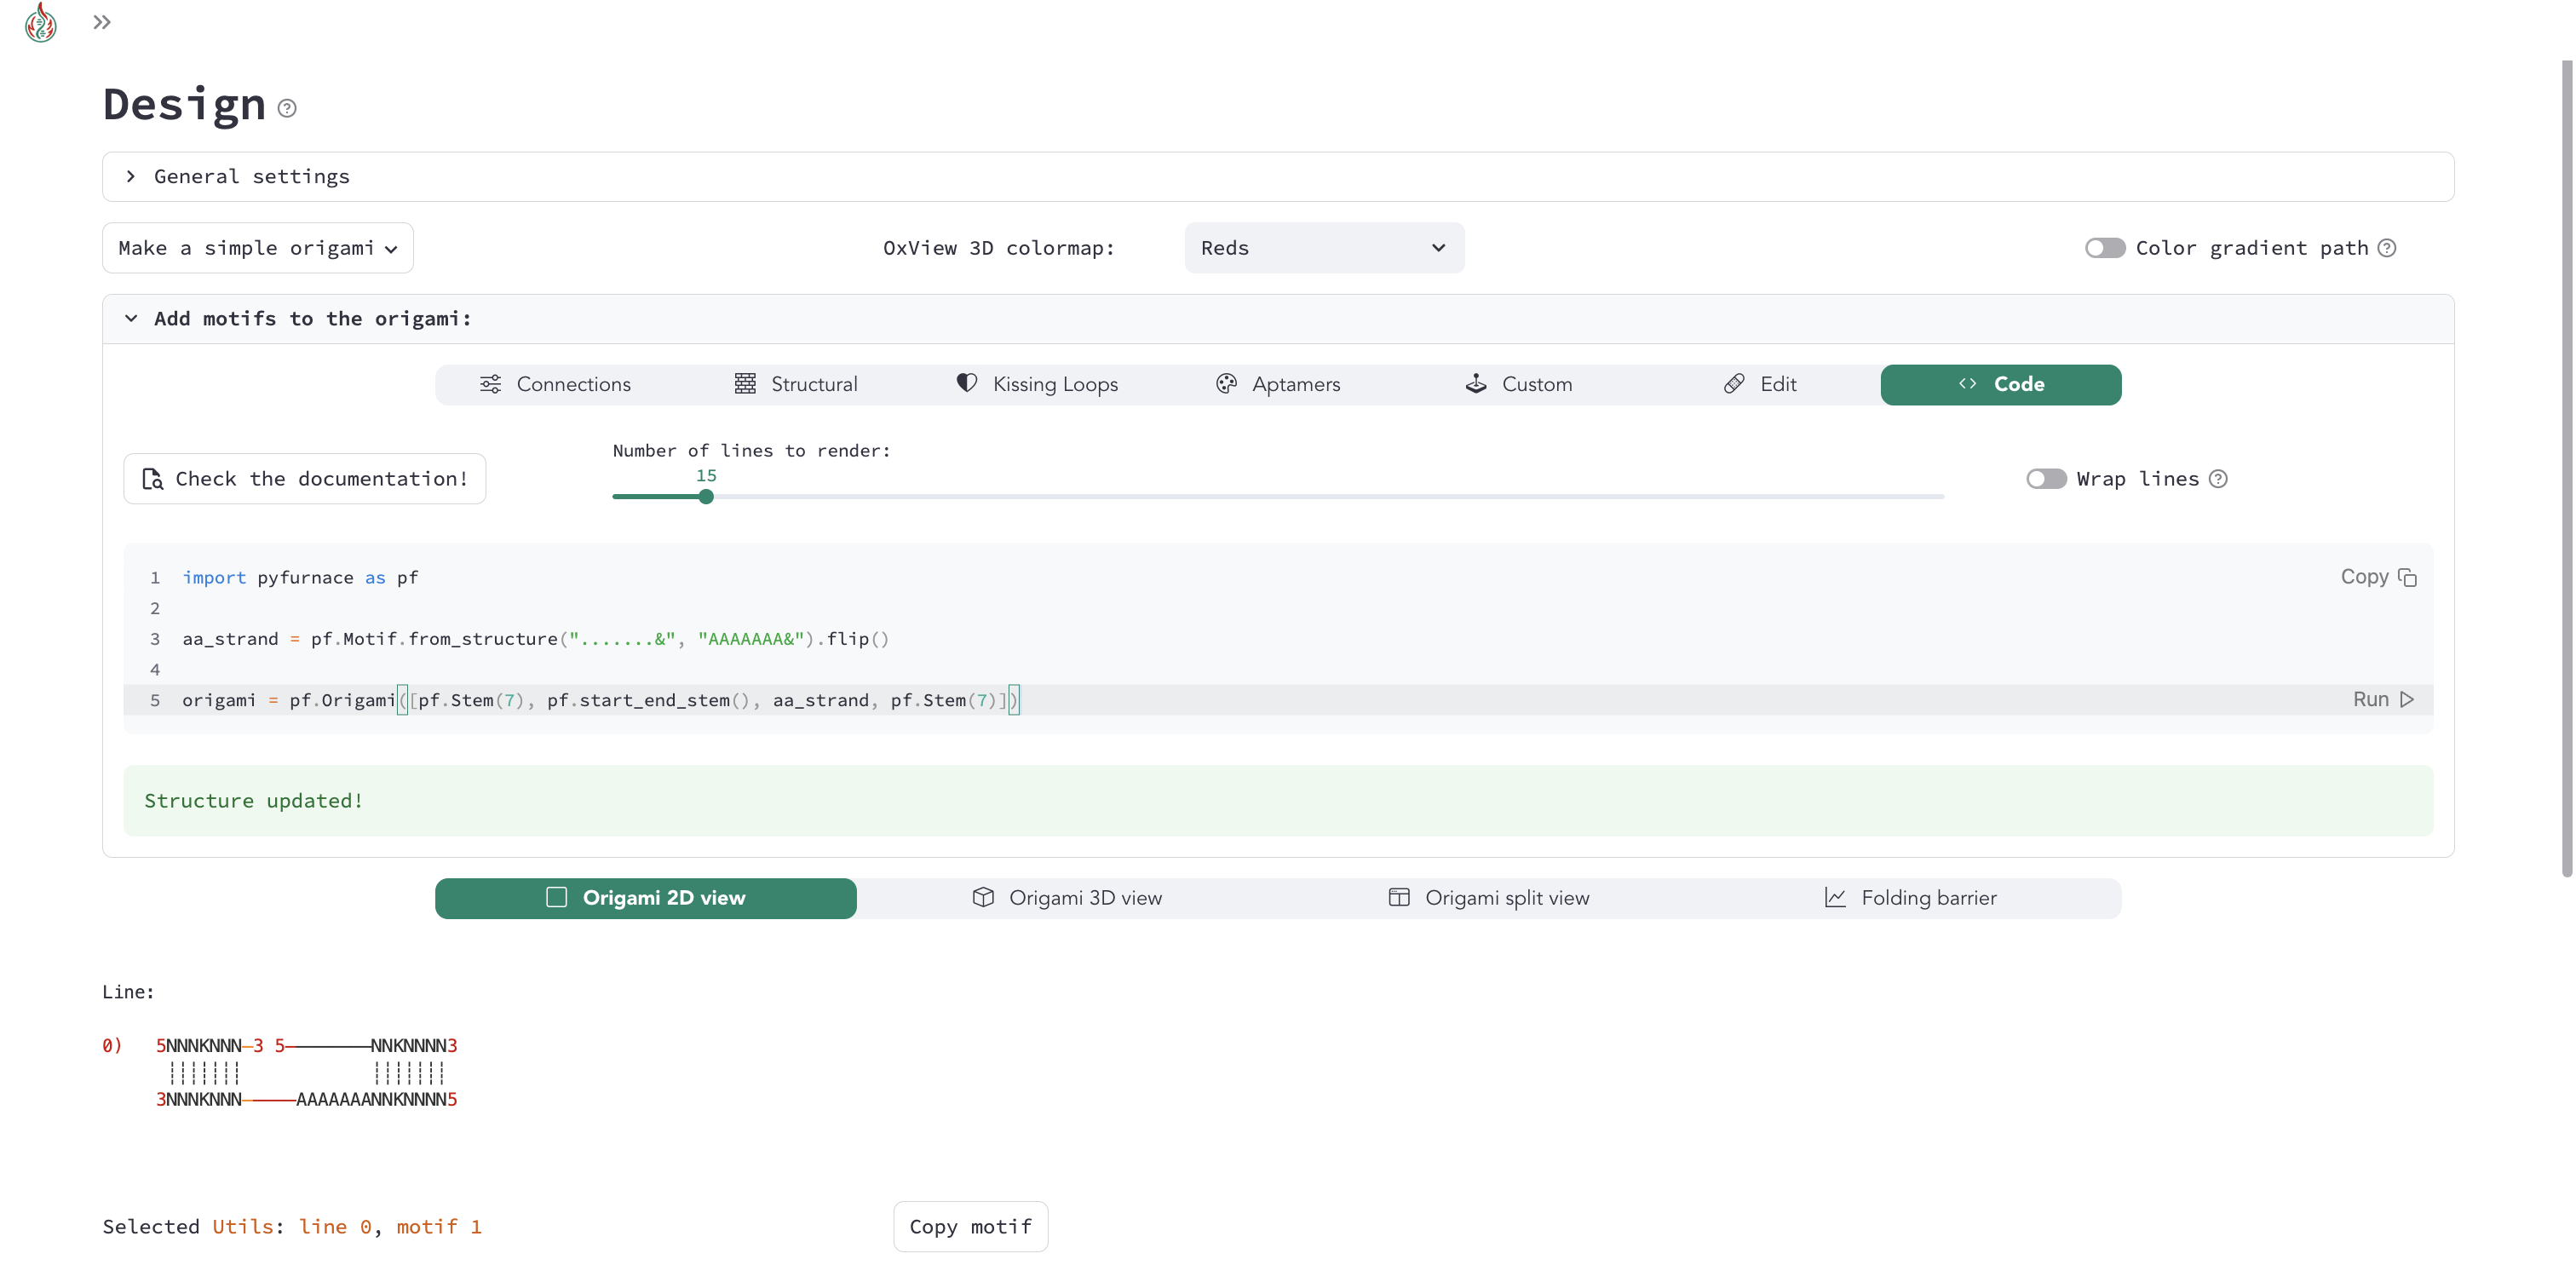 Design
General settings
Make a simple origami
OxView 3D colormap:
Reds
Color gradient path
Add motifs to the origami:
Connections
Structural
Kissing Loops
Aptamers
Custom
Edit
<> Code
Check the documentation!
Number of lines to render:
15
Wrap lines
1 import pyfurnace as pf
Copy
2
3 aa_strand = pf.Motif.from_structure(".......&", "AAAAAAA&").flip()
4
5 origami = pf.Origami([pf.Stem(7), pf.start_end_stem(), aa_strand, pf.Stem(7)])
Run
Structure updated!
Origami 2D view
Origami 3D view
Origami split view
Folding barrier
Line:
0) 5NNNKNNN─3 5────────NNKNNNN3
┊┊┊┊┊┊┊ ┊┊┊┊┊┊┊
3NNNKNNN─────AAAAAAANNKNNNN5
Selected Utils: line 0, motif 1
Copy motif